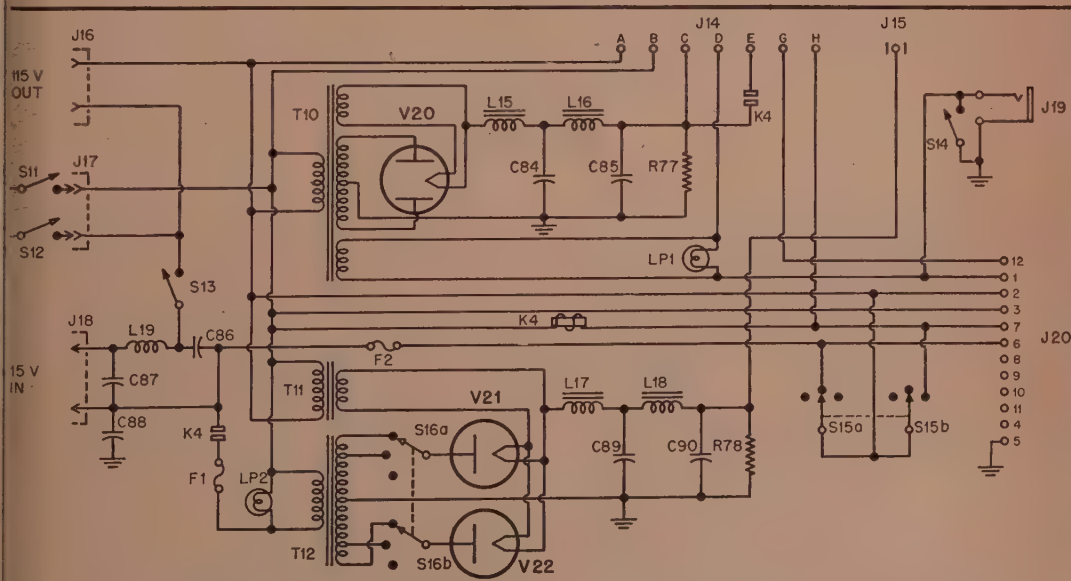 J16
J14
J15
A B C D E G H
115 V
OUT
J19
T10
V20
L15
L16
K4
S14
C84
C85
R77
S11
J17
S12
LP1
12
S13
1
2
3
J18
L19
C86
K4
7
J20
F2
6
15 V
IN
C87
T11
L17
L18
8
9
10
V21
11
C88
K4
S16a
C89
C90
R78
S15a
S15b
4
5
F1
LP2
T12
S16b
V22